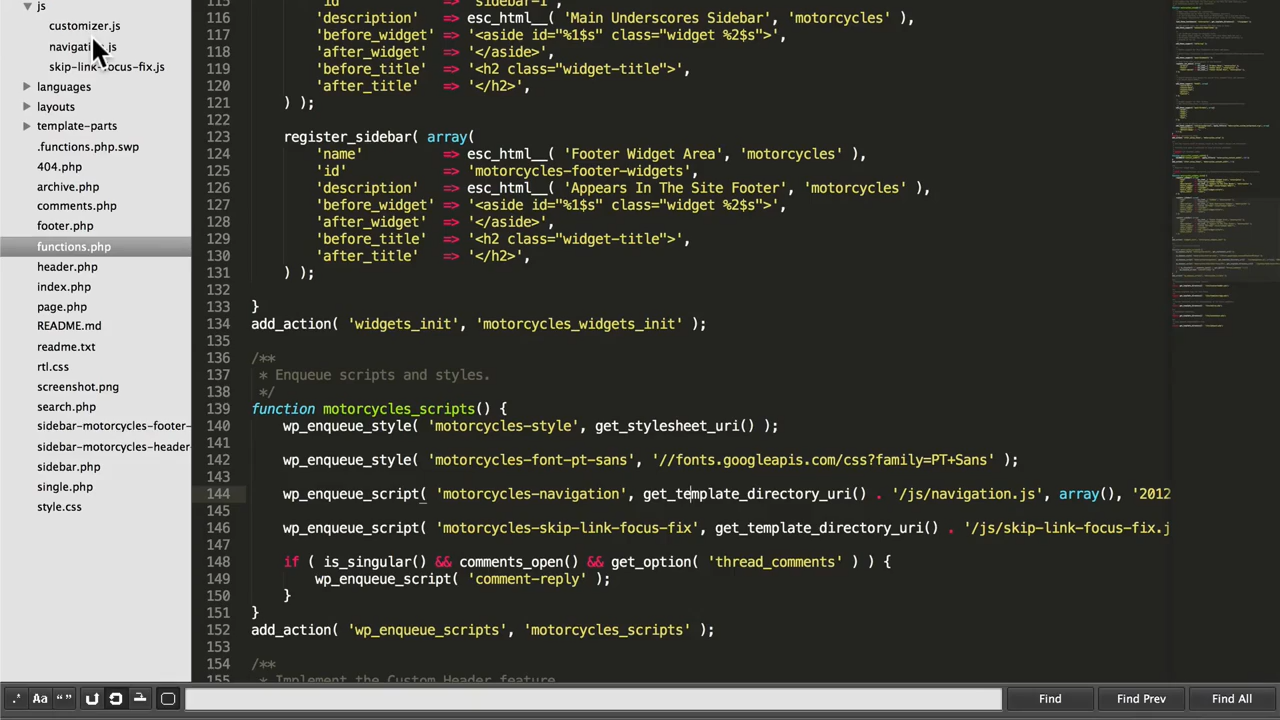 js
customizer.js
skip-link-focus-fix.js
languages
layouts
template-parts
.functions.php.swp
archive.php
comments.php
footer.php
functions.php
header.php
index.php
page.php
README.md
readme.txt
rtl.css
screenshot.png
search.php
sidebar-motorcycles-footer-
sidebar-motorcycles-header
sidebar.php
single.php
style.css
116 'description' => esc_html__( 'Main Underscores Sidebar', 'motorcycles' ),
117 'before_widget' => '<aside id="%1$s" class="widget %2$s">',
118 'after_widget' => '</aside>',
119 'before_title' => '<h2 class="widget-title">',
120 'after_title' => '</h2>',
121 ) );
122
123 register_sidebar( array(
124 'name' => esc_html__( 'Footer Widget Area', 'motorcycles' ),
125 'id' => 'motorcycles-footer-widgets',
126 'description' => esc_html__( 'Appears In The Site Footer', 'motorcycles' ),
127 'before_widget' => '<aside id="%1$s" class="widget %2$s">',
128 'after_widget' => '</aside>',
129 'before_title' => '<h2 class="widget-title">',
130 'after_title' => '</h2>',
131 ) );
132
133 }
134 add_action( 'widgets_init', 'motorcycles_widgets_init' );
135
136 /**
137 * Enqueue scripts and styles.
138 */
139 function motorcycles_scripts() {
140 wp_enqueue_style( 'motorcycles-style', get_stylesheet_uri() );
141
142 wp_enqueue_style( 'motorcycles-font-pt-sans', '//fonts.googleapis.com/css?family=PT+Sans' );
143
144 wp_enqueue_script( 'motorcycles-navigation', get_template_directory_uri() . '/js/navigation.js', array(), '2012
145
146 wp_enqueue_script( 'motorcycles-skip-link-focus-fix', get_template_directory_uri() . '/js/skip-link-focus-fix.j
147
148 if ( is_singular() && comments_open() && get_option( 'thread_comments' ) ) {
149 wp_enqueue_script( 'comment-reply' );
150 }
151 }
152 add_action( 'wp_enqueue_scripts', 'motorcycles_scripts' );
153
154 /**
155 * Implement the Custom Header feature
.* Aa “” Find Find Prev Find All